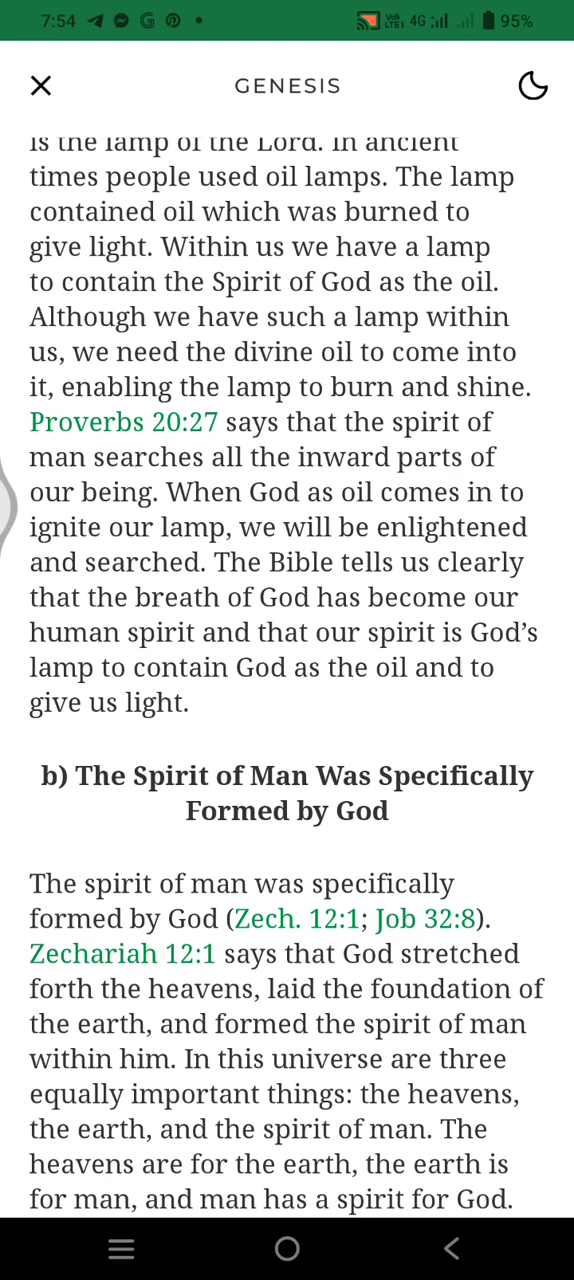 7:54
VoLTE1 4G 95%
GENESIS
is the lamp of the Lord. In ancient
times people used oil lamps. The lamp
contained oil which was burned to
give light. Within us we have a lamp
to contain the Spirit of God as the oil.
Although we have such a lamp within
us, we need the divine oil to come into
it, enabling the lamp to burn and shine.
Proverbs 20:27 says that the spirit of
man searches all the inward parts of
our being. When God as oil comes in to
ignite our lamp, we will be enlightened
and searched. The Bible tells us clearly
that the breath of God has become our
human spirit and that our spirit is God’s
lamp to contain God as the oil and to
give us light.
b) The Spirit of Man Was Specifically
Formed by God
The spirit of man was specifically
formed by God (Zech. 12:1; Job 32:8).
Zechariah 12:1 says that God stretched
forth the heavens, laid the foundation of
the earth, and formed the spirit of man
within him. In this universe are three
equally important things: the heavens,
the earth, and the spirit of man. The
heavens are for the earth, the earth is
for man, and man has a spirit for God.